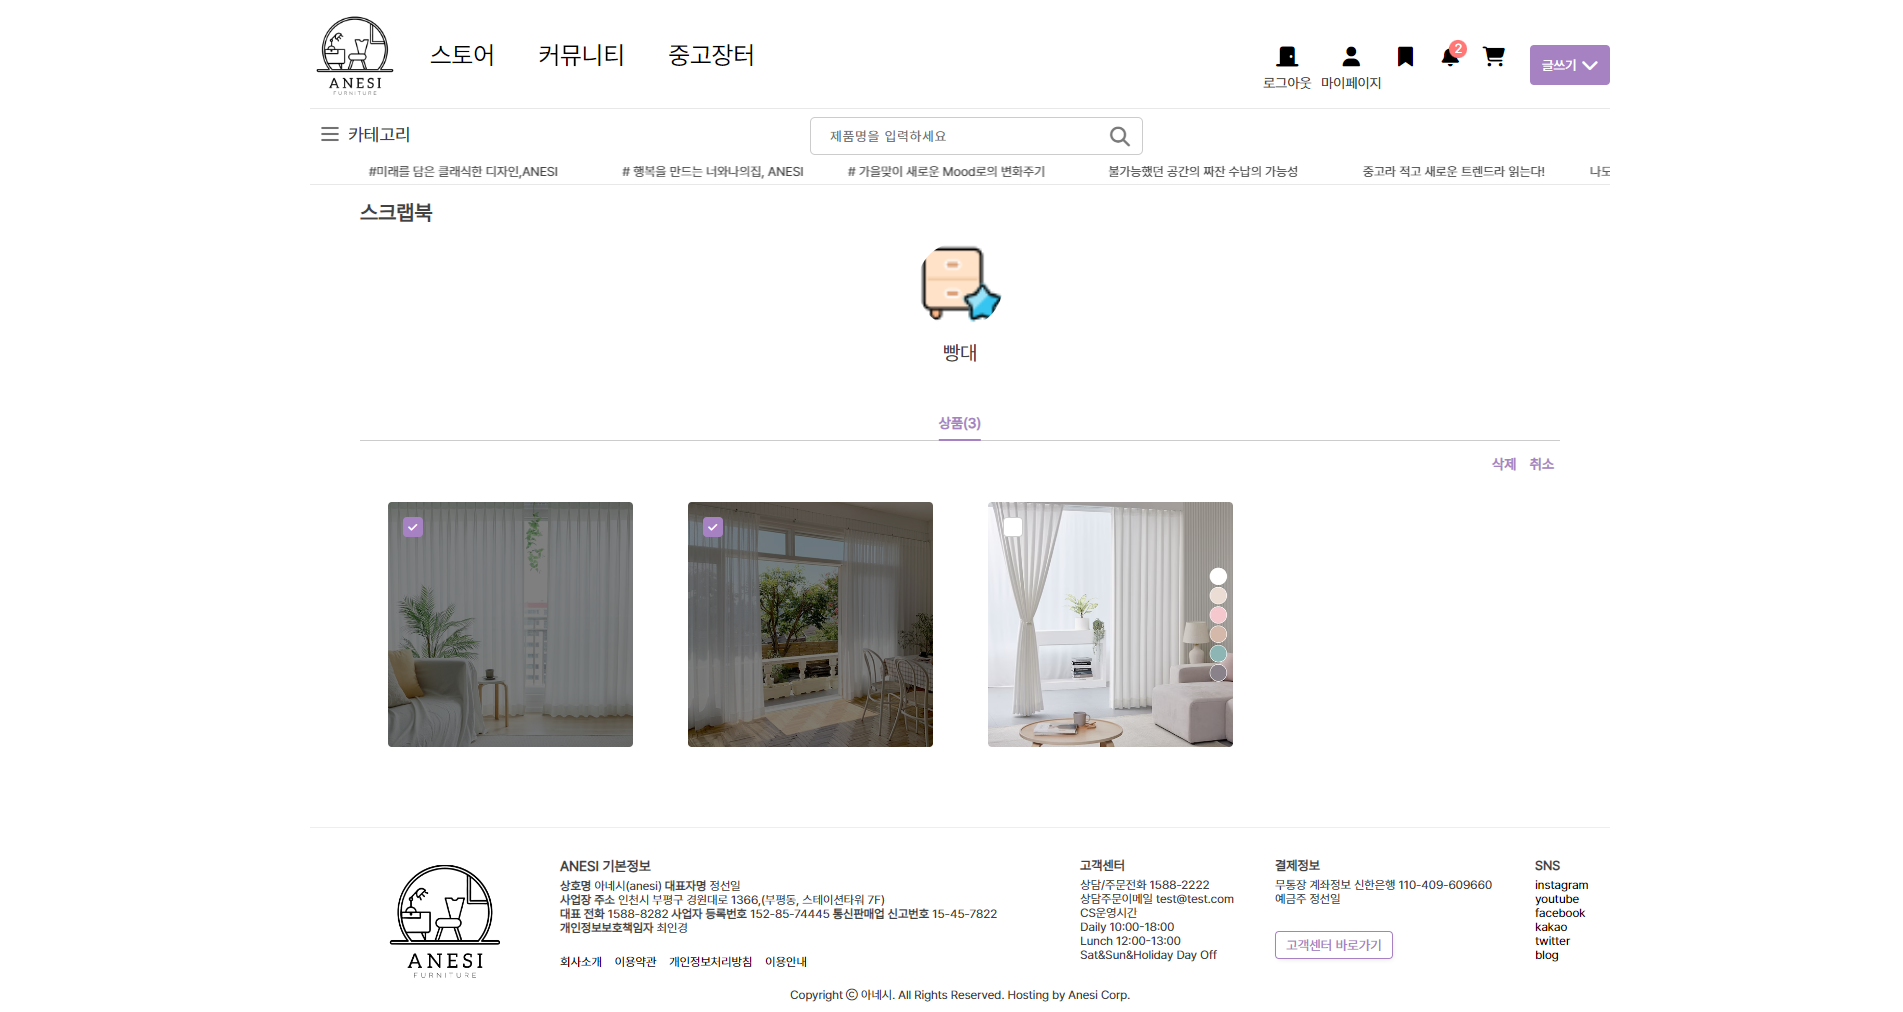 ANESI
FURNITURE
스토어
커뮤니티
중고장터
로그아웃
마이페이지
2
글쓰기
카테고리
제품명을 입력하세요
#미래를 담은 클래식한 디자인,ANESI
# 행복을 만드는 너와나의집, ANESI
# 가을맞이 새로운 Mood로의 변화주기
불가능했던 공간의 짜잔 수납의 가능성
중고라 적고 새로운 트렌드라 읽는다!
나도
스크랩북
빵대
상품(3)
삭제 취소
ANESI
FURNITURE
ANESI 기본정보
상호명 아네시(anesi) 대표자명 정선일
사업장 주소 인천시 부평구 경원대로 1366,(부평동, 스테이션타워 7F)
대표 전화 1588-8282 사업자 등록번호 152-85-74445 통신판매업 신고번호 15-45-7822
개인정보보호책임자 최인경
회사소개 이용약관 개인정보처리방침 이용안내
고객센터
상담/주문전화 1588-2222
상담주문이메일 test@test.com
CS운영시간
Daily 10:00-18:00
Lunch 12:00-13:00
Sat&Sun&Holiday Day Off
결제정보
무통장 계좌정보 신한은행 110-409-609660
예금주 정선일
고객센터 바로가기
SNS
instagram
youtube
facebook
kakao
twitter
blog
Copyright ⓒ 아네시. All Rights Reserved. Hosting by Anesi Corp.